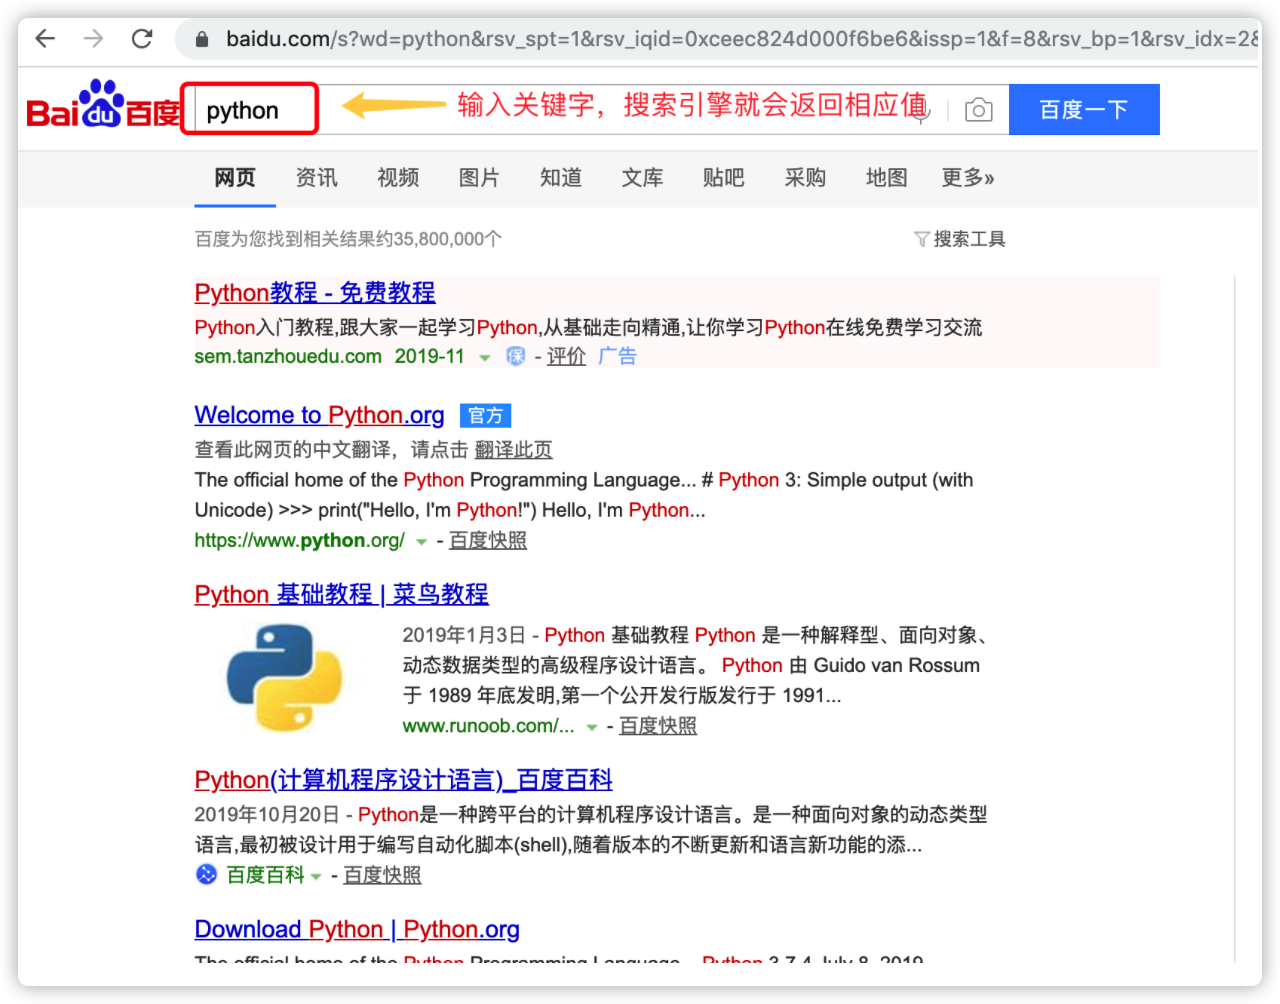 baidu.com/s?wd=python&rsv_spt=1&rsv_iqid=0xceec824d000f6be6&issp=1&f=8&rsv_bp=1&rsv_idx=2&
Bai du 百度 python 输入关键字，搜索引擎就会返回相应值 百度一下
网页 资讯 视频 图片 知道 文库 贴吧 采购 地图 更多»
百度为您找到相关结果约35,800,000个 搜索工具
Python教程 - 免费教程
Python入门教程,跟大家一起学习Python,从基础走向精通,让你学习Python在线免费学习交流
sem.tanzhouedu.com 2019-11 保 - 评价 广告
Welcome to Python.org 官方
查看此网页的中文翻译，请点击 翻译此页
The official home of the Python Programming Language... # Python 3: Simple output (with
Unicode) >>> print("Hello, I'm Python!") Hello, I'm Python...
https://www.python.org/ - 百度快照
Python 基础教程 | 菜鸟教程
2019年1月3日 - Python 基础教程 Python 是一种解释型、面向对象、
动态数据类型的高级程序设计语言。 Python 由 Guido van Rossum
于 1989 年底发明,第一个公开发行版发行于 1991...
www.runoob.com/... - 百度快照
Python(计算机程序设计语言)_百度百科
2019年10月20日 - Python是一种跨平台的计算机程序设计语言。是一种面向对象的动态类型
语言,最初被设计用于编写自动化脚本(shell),随着版本的不断更新和语言新功能的添...
百度百科 - 百度快照
Download Python | Python.org
The official home of the Python Programming Language... Python 3.7.4 July 8, 2019